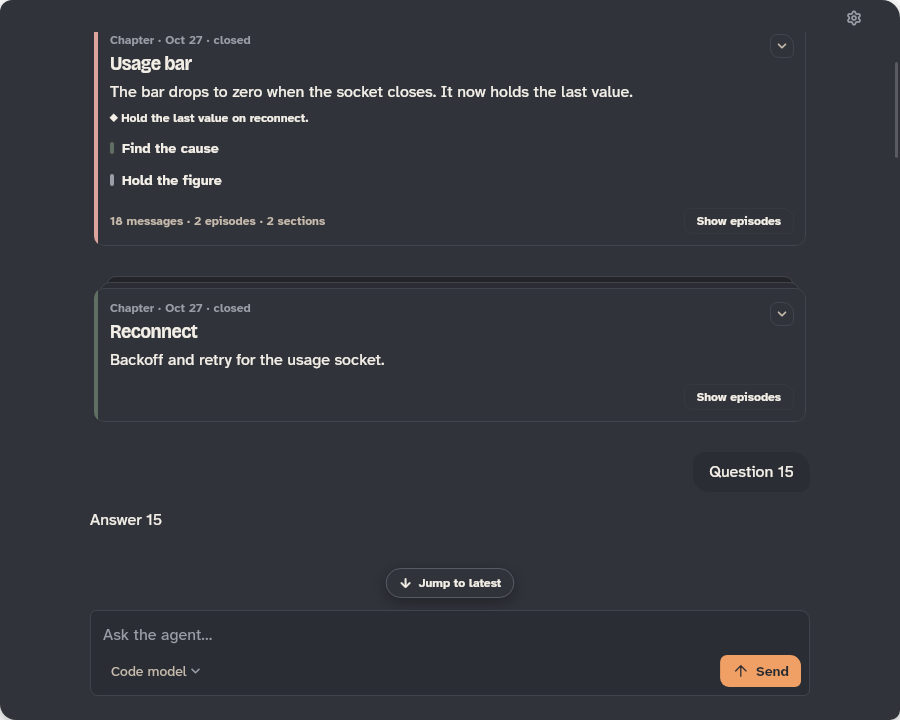 Chapter · Oct 27 · closed
Usage bar
The bar drops to zero when the socket closes. It now holds the last value.
◆ Hold the last value on reconnect.
Find the cause
Hold the figure
18 messages · 2 episodes · 2 sections
Show episodes
Chapter · Oct 27 · closed
Reconnect
Backoff and retry for the usage socket.
Show episodes
Question 15
Answer 15
Jump to latest
Ask the agent...
Code model
Send